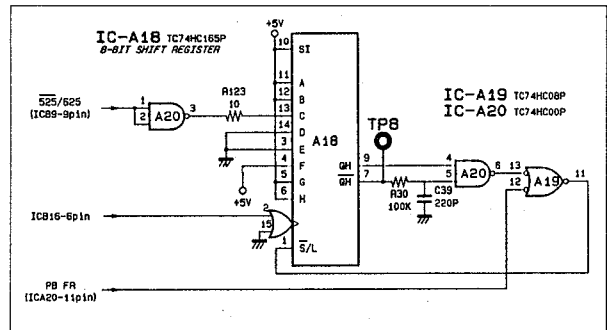 IC-A18 TC74HC165P
8-BIT SHIFT REGISTER
+5V
10
SI
11
A
12
B
13
C
14
D
3
E
4
F
5
G
6
H
A18
525/625
(IC89-9pin)
1
2
A20
3
R123
10
+5V
IC816-6pin
2
15
1
S/L
PB FR
(ICA20-11pin)
IC-A19 TC74HC08P
IC-A20 TC74HC00P
TP8
QH
9
QH
7
R30
100K
C39
220P
4
5
A20
6
13
12
A19
11